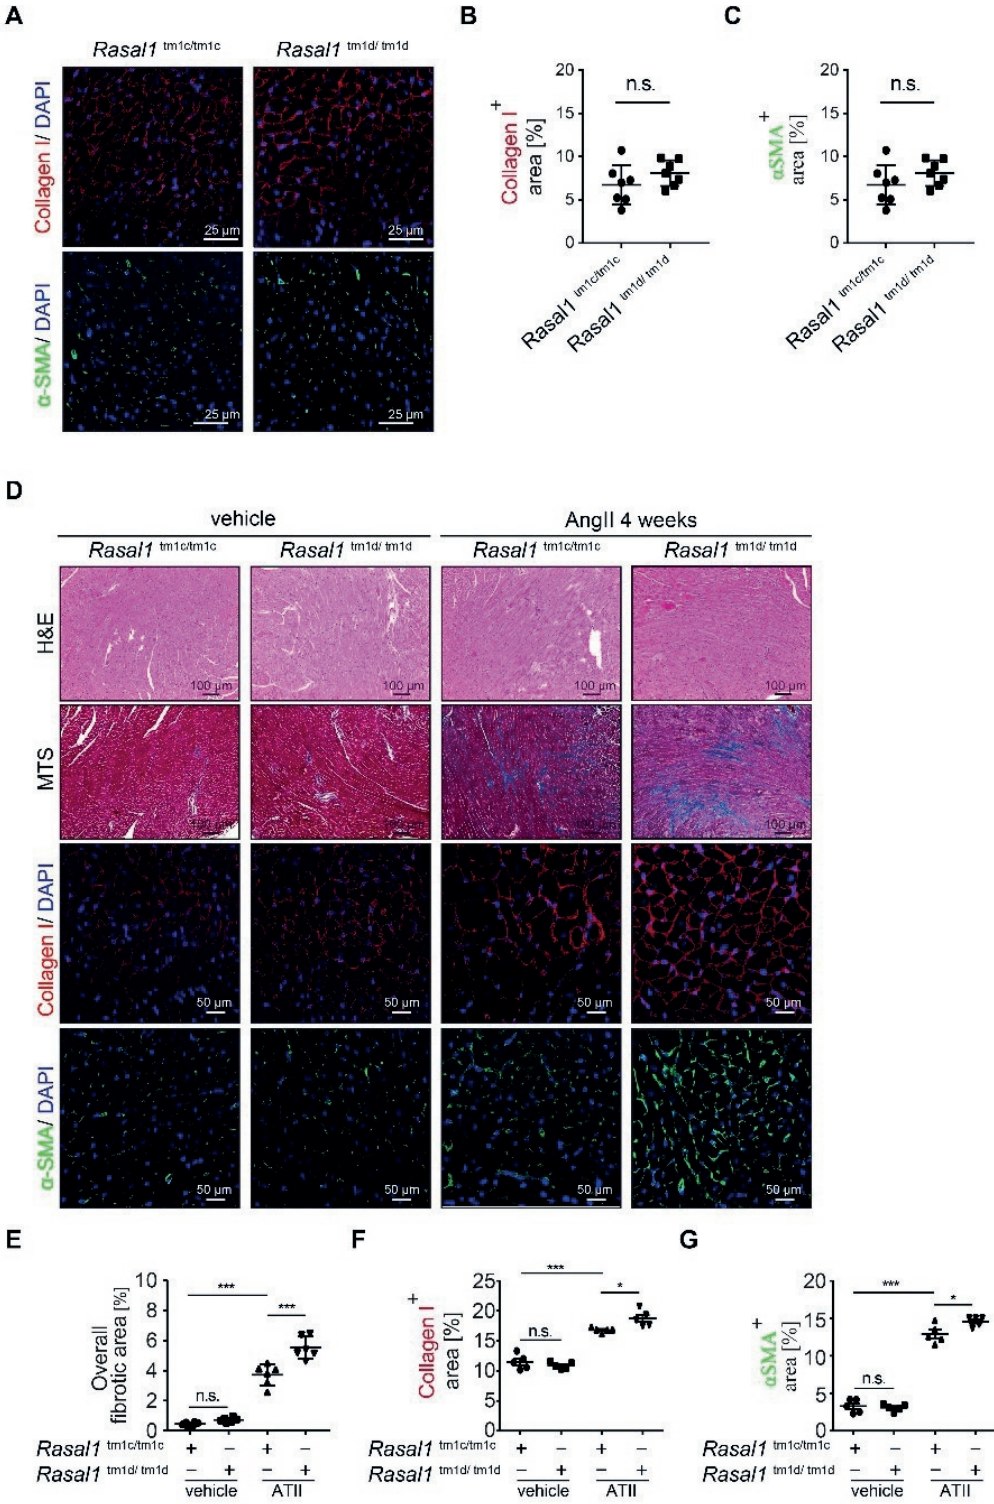 A
B
C
Rasal1 tm1c/tm1c
Rasal1 tm1d/ tm1d
Collagen I/ DAPI
25 µm
25 µm
α-SMA/ DAPI
25 µm
25 µm
Collagen I+ area [%]
20
15
10
5
0
n.s.
Rasal1 tm1c/tm1c
Rasal1 tm1d/ tm1d
αSMA+ area [%]
20
15
10
5
0
n.s.
Rasal1 tm1c/tm1c
Rasal1 tm1d/ tm1d
D
vehicle
AngII 4 weeks
Rasal1 tm1c/tm1c
Rasal1 tm1d/ tm1d
Rasal1 tm1c/tm1c
Rasal1 tm1d/ tm1d
H&E
100 µm
100 µm
100 µm
100 µm
MTS
100 µm
100 µm
100 µm
100 µm
Collagen I/ DAPI
50 µm
50 µm
50 µm
50 µm
α-SMA/ DAPI
50 µm
50 µm
50 µm
50 µm
E
Overall
fibrotic area [%]
10
8
6
4
2
0
n.s.
***
***
Rasal1 tm1c/tm1c + – + –
Rasal1 tm1d/ tm1d – + – +
vehicle
ATII
F
Collagen I+
area [%]
25
20
15
10
5
0
n.s.
***
*
Rasal1 tm1c/tm1c + – + –
Rasal1 tm1d/ tm1d – + – +
vehicle
ATII
G
αSMA+
area [%]
20
15
10
5
0
n.s.
***
*
Rasal1 tm1c/tm1c + – + –
Rasal1 tm1d/ tm1d – + – +
vehicle
ATII